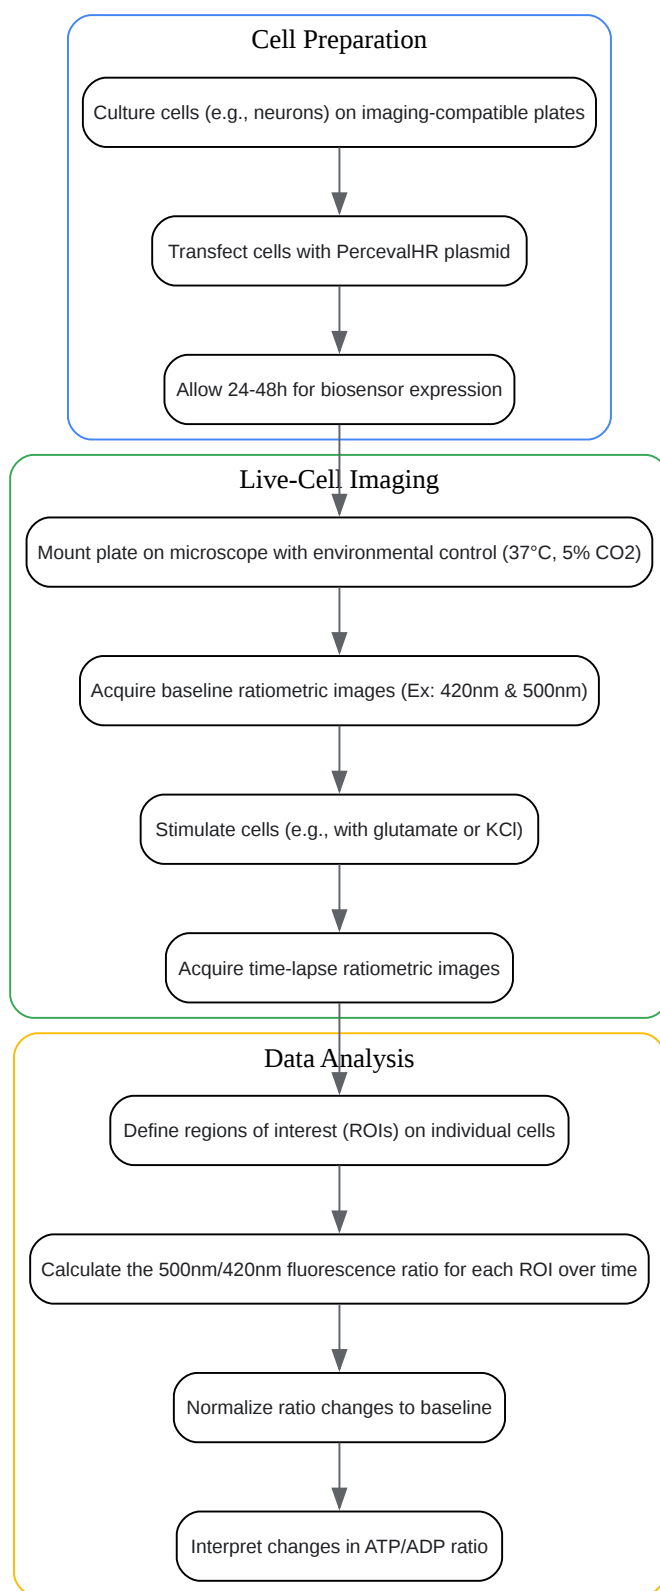 Cell Preparation
Culture cells (e.g., neurons) on imaging-compatible plates
Transfect cells with PercevalHR plasmid
Allow 24-48h for biosensor expression
Live-Cell Imaging
Mount plate on microscope with environmental control (37°C, 5% CO2)
Acquire baseline ratiometric images (Ex: 420nm & 500nm)
Stimulate cells (e.g., with glutamate or KCl)
Acquire time-lapse ratiometric images
Data Analysis
Define regions of interest (ROIs) on individual cells
Calculate the 500nm/420nm fluorescence ratio for each ROI over time
Normalize ratio changes to baseline
Interpret changes in ATP/ADP ratio